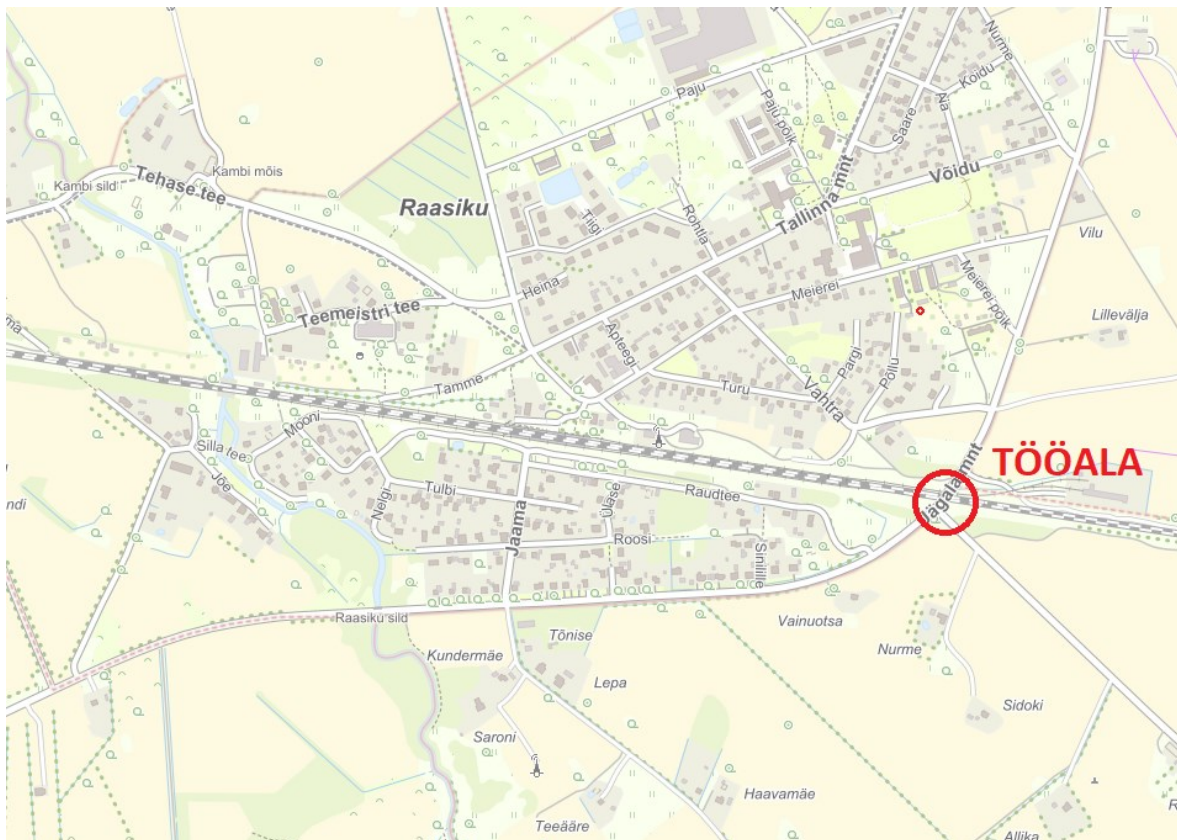 Nurme
Koidu
Aia
Paju
Paju põik
Saare
Kambi mõis
Kambi sild
Tehase tee
Võidu
Raasiku
Tallinna mnt
Tiigi
Rohtla
Vilu
Heina
Meierei
Meierei põik
Teemeistri tee
Lillevälja
Apteegi
Pargi
Põllu
Tamme
Turu
Vahtra
Mooni
Silla tee
Jõe
TÖÖALA
Jägala mnt
Nelgi
Tulbi
Ülase
Raudtee
Jaama
Roosi
Sinilille
Raasiku sild
Vainuotsa
Tõnise
Nurme
Kundermäe
Lepa
Sidoki
Saroni
Haavamäe
Teeääre
Allika